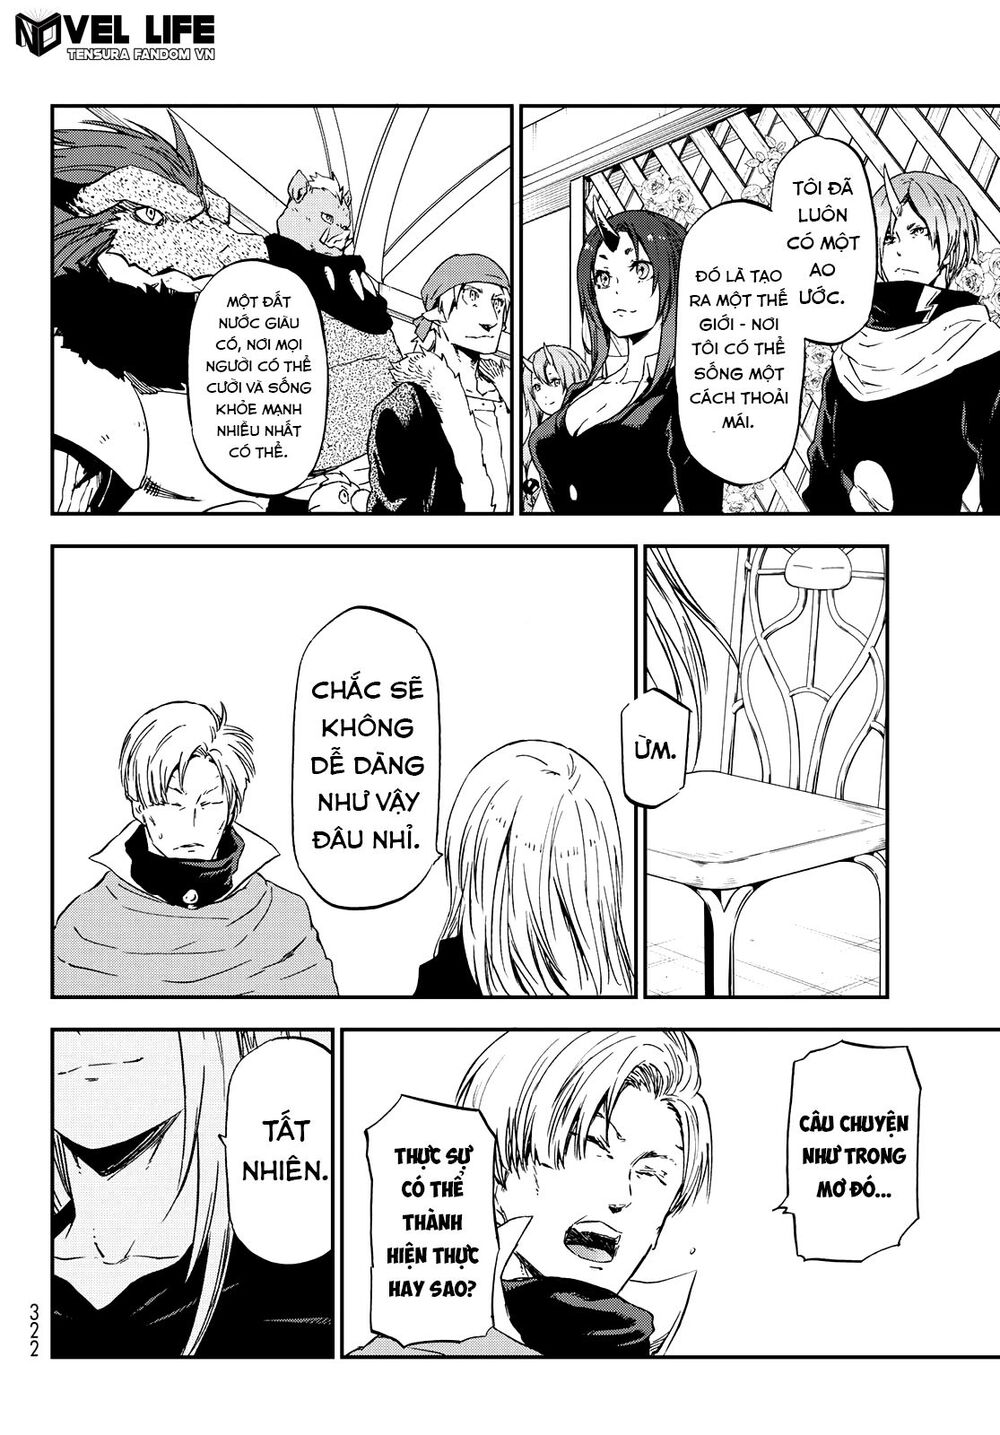 NOVEL LIFE
TENSURA FANDOM VN
TÔI ĐÃ
LUÔN
CÓ MỘT
AO
ƯỚC.
ĐÓ LÀ TẠO
RA MỘT THẾ
GIỚI - NƠI
TÔI CÓ THỂ
SỐNG MỘT
CÁCH THOẢI
MÁI.
MỘT ĐẤT
NƯỚC GIÀU
CÓ, NƠI MỌI
NGƯỜI CÓ THỂ
CƯỜI VÀ SỐNG
KHỎE MẠNH
NHIỀU NHẤT
CÓ THỂ.
ỪM.
CHẮC SẼ
KHÔNG
DỄ DÀNG
NHƯ VẬY
ĐÂU NHỈ.
CÂU CHUYỆN
NHƯ TRONG
MƠ ĐÓ...
THỰC SỰ
CÓ THỂ
THÀNH
HIỆN THỰC
HAY SAO?
TẤT
NHIÊN.
322